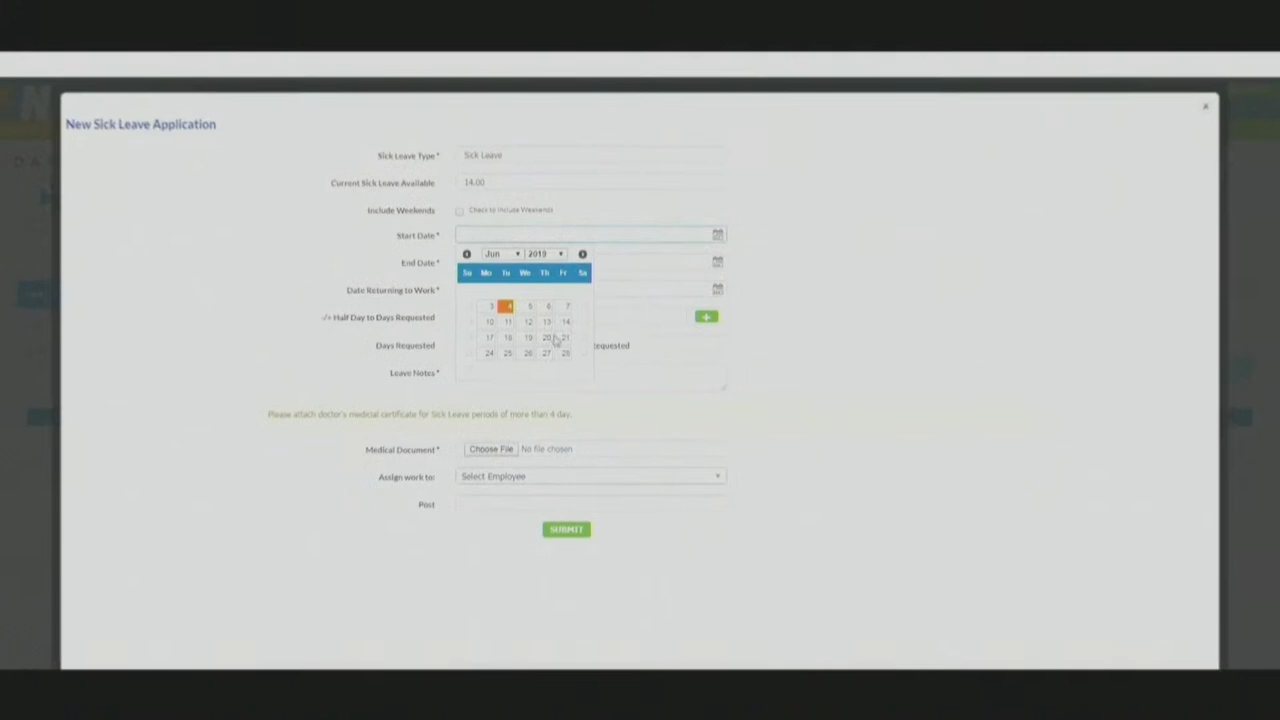 New Sick Leave Application
×
Sick Leave Type * Sick Leave
Current Sick Leave Available 14.00
Include Weekends Check to Include Weekends
Start Date *
Jun 2019
Su Mo Tu We Th Fr Sa
3 4 5 6 7
10 11 12 13 14
17 18 19 20 21
24 25 26 27 28
End Date *
Date Returning to Work *
-/+ Half Day to Days Requested +
Days Requested equested
Leave Notes *
Please attach doctor's medicial certificate for Sick Leave periods of more than 4 day.
Medical Document * Choose File No file chosen
Assign work to: Select Employee
Post
SUBMIT